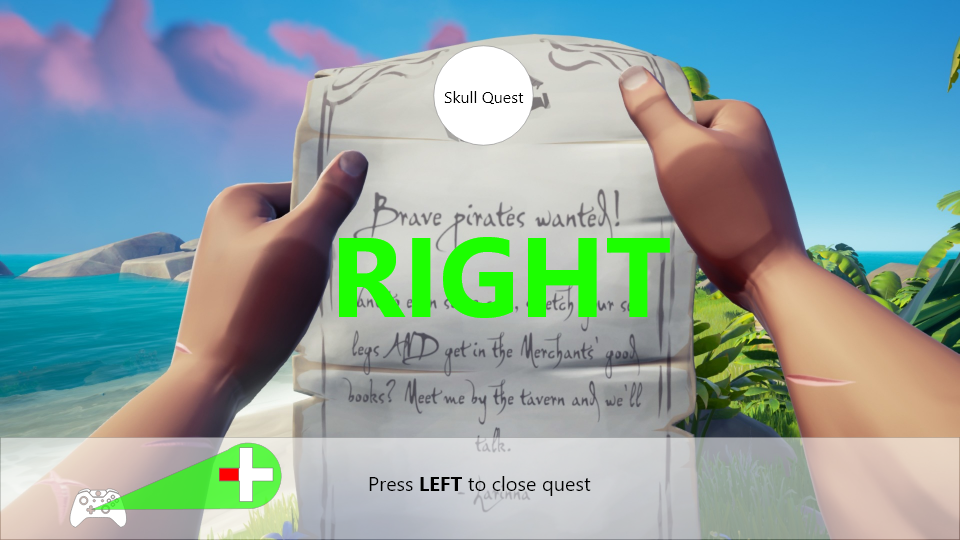 Skull Quest
Brave pirates wanted!
RIGHT
legs AND get in the Merchants' good
books? Meet me by the tavern and we'll
talk.
Press LEFT to close quest
- Larinna